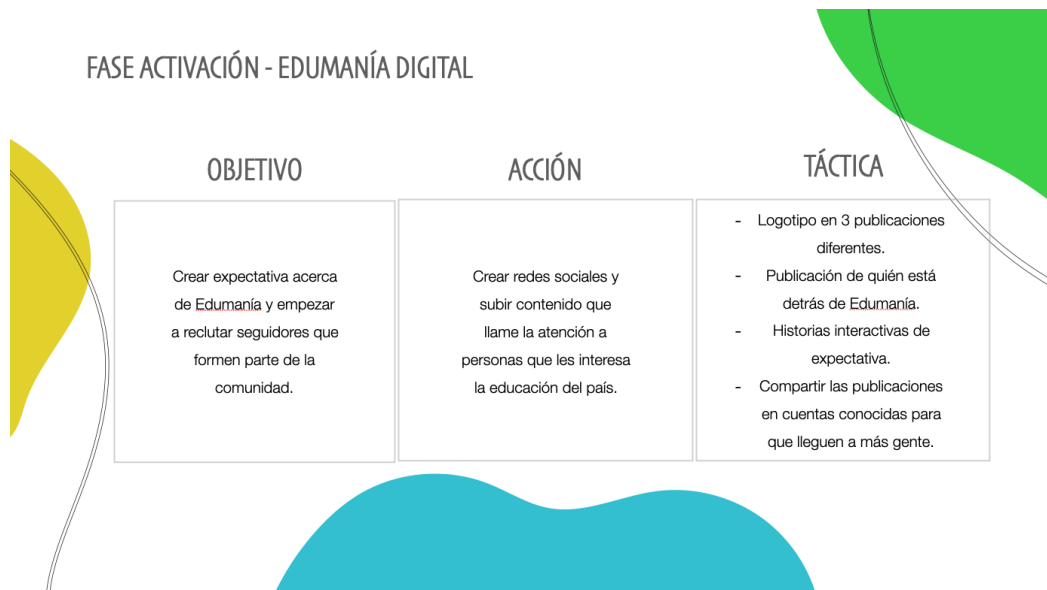 FASE ACTIVACIÓN - EDUMANÍA DIGITAL
OBJETIVO
Crear expectativa acerca
de Edumanía y empezar
a reclutar seguidores que
formen parte de la
comunidad.
ACCIÓN
Crear redes sociales y
subir contenido que
llame la atención a
personas que les interesa
la educación del país.
TÁCTICA
- Logotipo en 3 publicaciones
diferentes.
- Publicación de quién está
detrás de Edumanía.
- Historias interactivas de
expectativa.
- Compartir las publicaciones
en cuentas conocidas para
que lleguen a más gente.